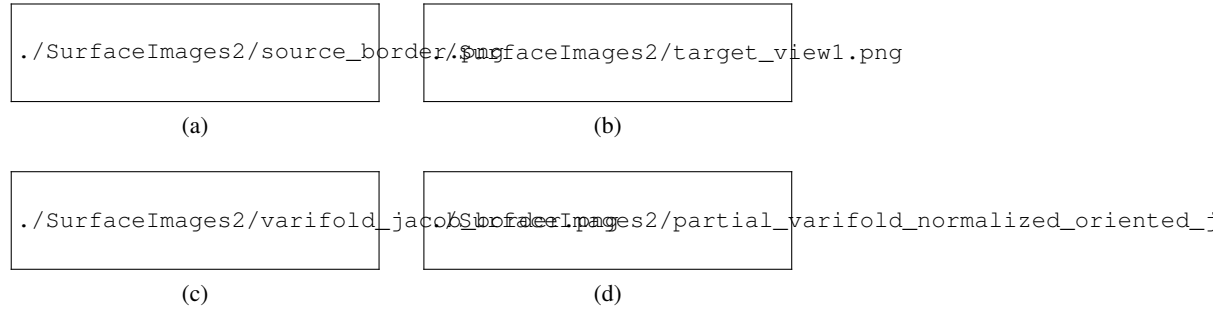 ./SurfaceImages2/source_border.png ./SurfaceImages2/target_view1.png
(a) (b)
./SurfaceImages2/varifold_jacob_border.png ./SurfaceImages2/partial_varifold_normalized_oriented_j
(c) (d)